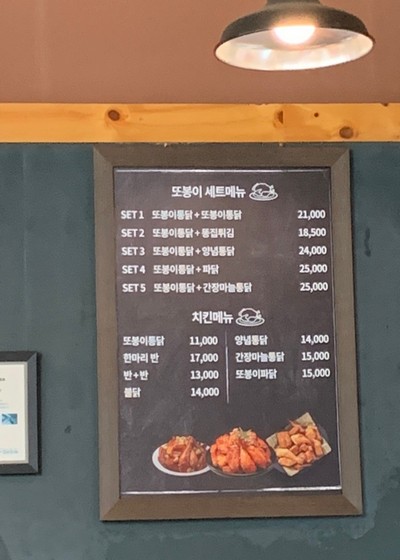 또봉이 세트메뉴
SET 1 또봉이통닭+또봉이통닭 21,000
SET 2 또봉이통닭+똥집튀김 18,500
SET 3 또봉이통닭+양념통닭 24,000
SET 4 또봉이통닭+파닭 25,000
SET 5 또봉이통닭+간장마늘통닭 25,000
치킨메뉴
또봉이통닭 11,000
한마리 반 17,000
반+반 13,000
불닭 14,000
양념통닭 14,000
간장마늘통닭 15,000
또봉이파닭 15,000